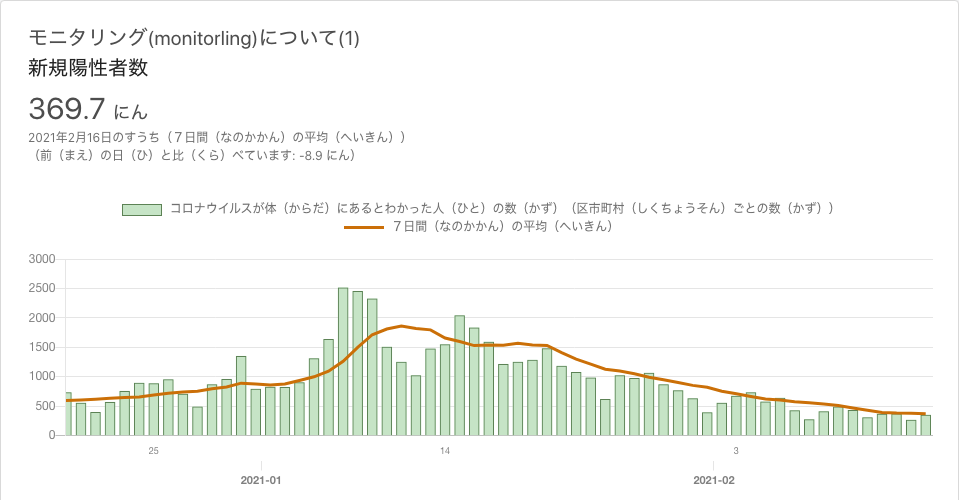 モニタリング(monitorling)について(1)
新規陽性者数
369.7 にん
2021年2月16日のすうち（７日間（なのかかん）の平均（へいきん））
（前（まえ）の日（ひ）と比（くら）べています: -8.9 にん）
コロナウイルスが体（からだ）にあるとわかった人（ひと）の数（かず）（区市町村（しくちょうそん）ごとの数（かず））
７日間（なのかかん）の平均（へいきん）
3000
2500
2000
1500
1000
500
0
25 14 3
2021-01 2021-02